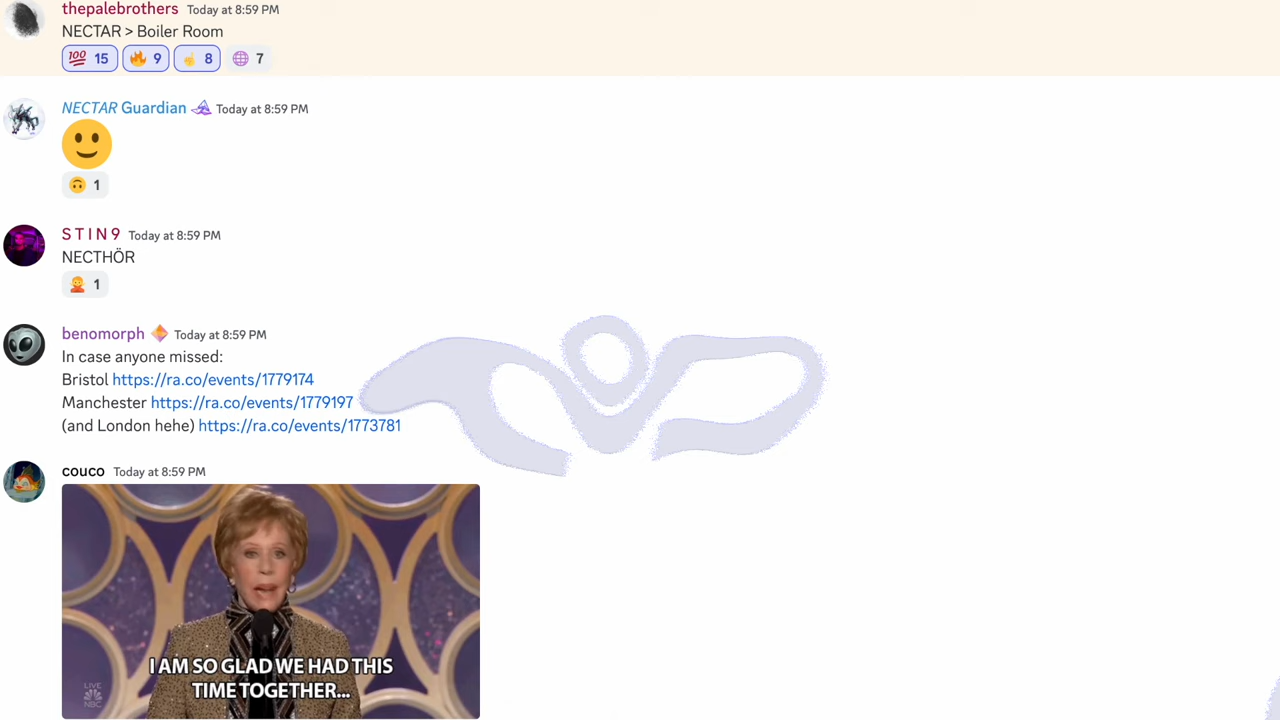 thepalebrothers Today at 8:59 PM
NECTAR > Boiler Room
15 9 8 7
NECTAR Guardian Today at 8:59 PM
1
S T I N 9 Today at 8:59 PM
NECTHÖR
1
benomorph Today at 8:59 PM
In case anyone missed:
Bristol https://ra.co/events/1779174
Manchester https://ra.co/events/1779197
(and London hehe) https://ra.co/events/1773781
couco Today at 8:59 PM
I AM SO GLAD WE HAD THIS
TIME TOGETHER...
LIVE
NBC